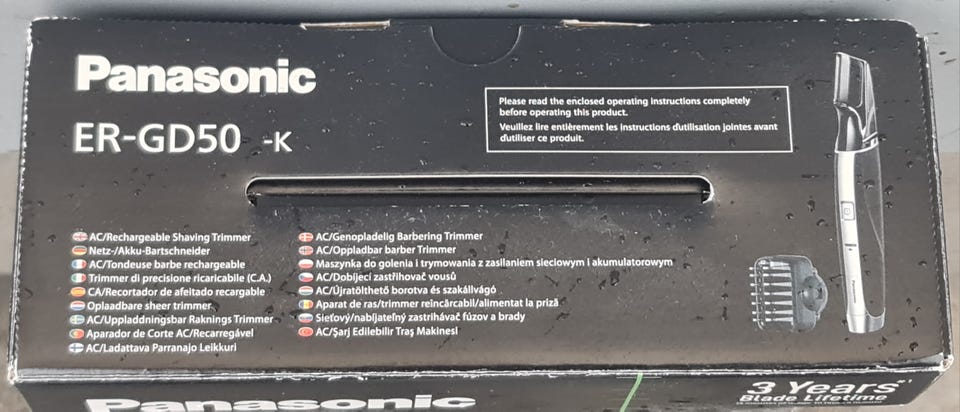 Panasonic
ER-GD50 -K
Please read the enclosed operating instructions completely
before operating this product.
Veuillez lire entièrement les instructions d'utilisation jointes avant
d'utiliser ce produit.
AC/Rechargeable Shaving Trimmer
Netz-/Akku-Bartschneider
AC/Tondeuse barbe rechargeable
Trimmer di precisione ricaricabile (C.A.)
CA/Recortador de afeitado recargable
Oplaadbare sheer trimmer
AC/Uppladdningsbar Raknings Trimmer
Aparador de Corte AC/Recarregável
AC/Ladattava Parranajo Leikkuri
AC/Genopladelig Barbering Trimmer
AC/Oppladbar barber Trimmer
Maszynka do golenia i trymowania z zasilaniem sieciowym i akumulatorowym
AC/Dobíjecí zastřihovač vousů
AC/Újratölthető borotva és szakállvágó
Aparat de ras/trimmer reîncărcabil/alimentat la priză
Sieťový/nabíjateľný zastrihávač fúzov a brady
AC/Şarj Edilebilir Traş Makinesi
Panasonic
Panasonic
3 Years*1
Blade Lifetime